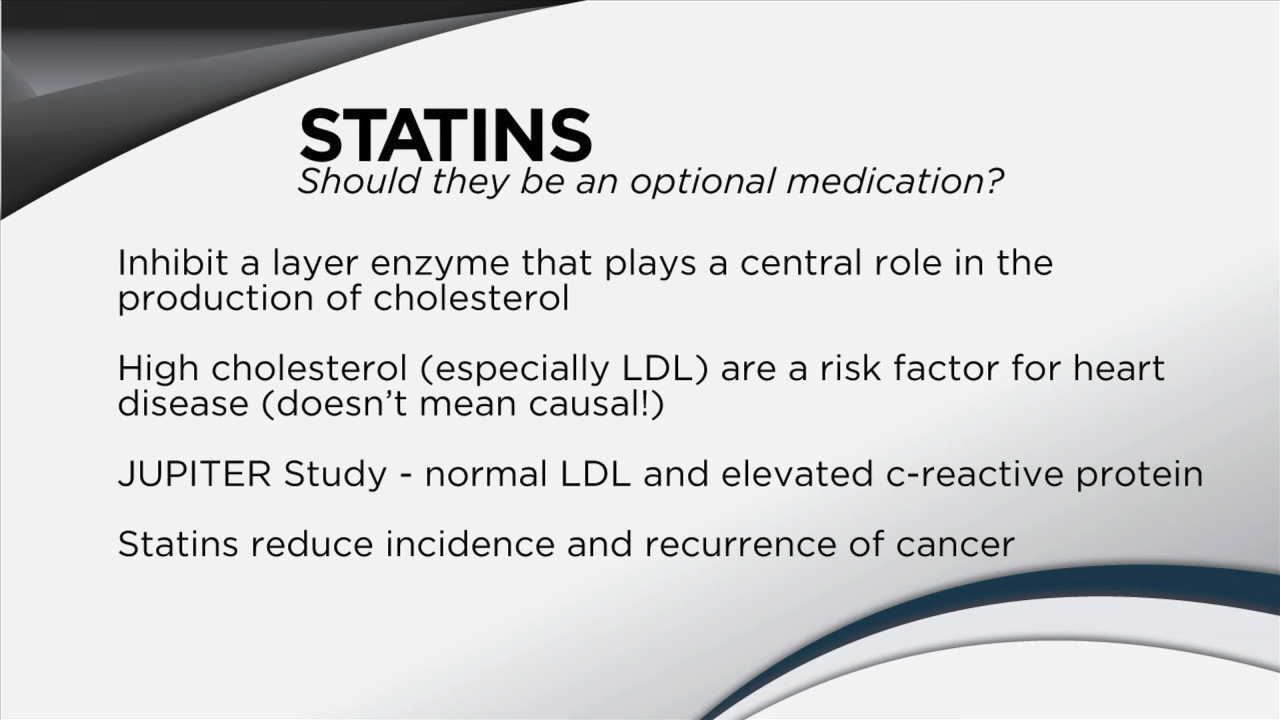 STATINS
Should they be an optional medication?
Inhibit a layer enzyme that plays a central role in the
production of cholesterol
High cholesterol (especially LDL) are a risk factor for heart
disease (doesn’t mean causal!)
JUPITER Study - normal LDL and elevated c-reactive protein
Statins reduce incidence and recurrence of cancer